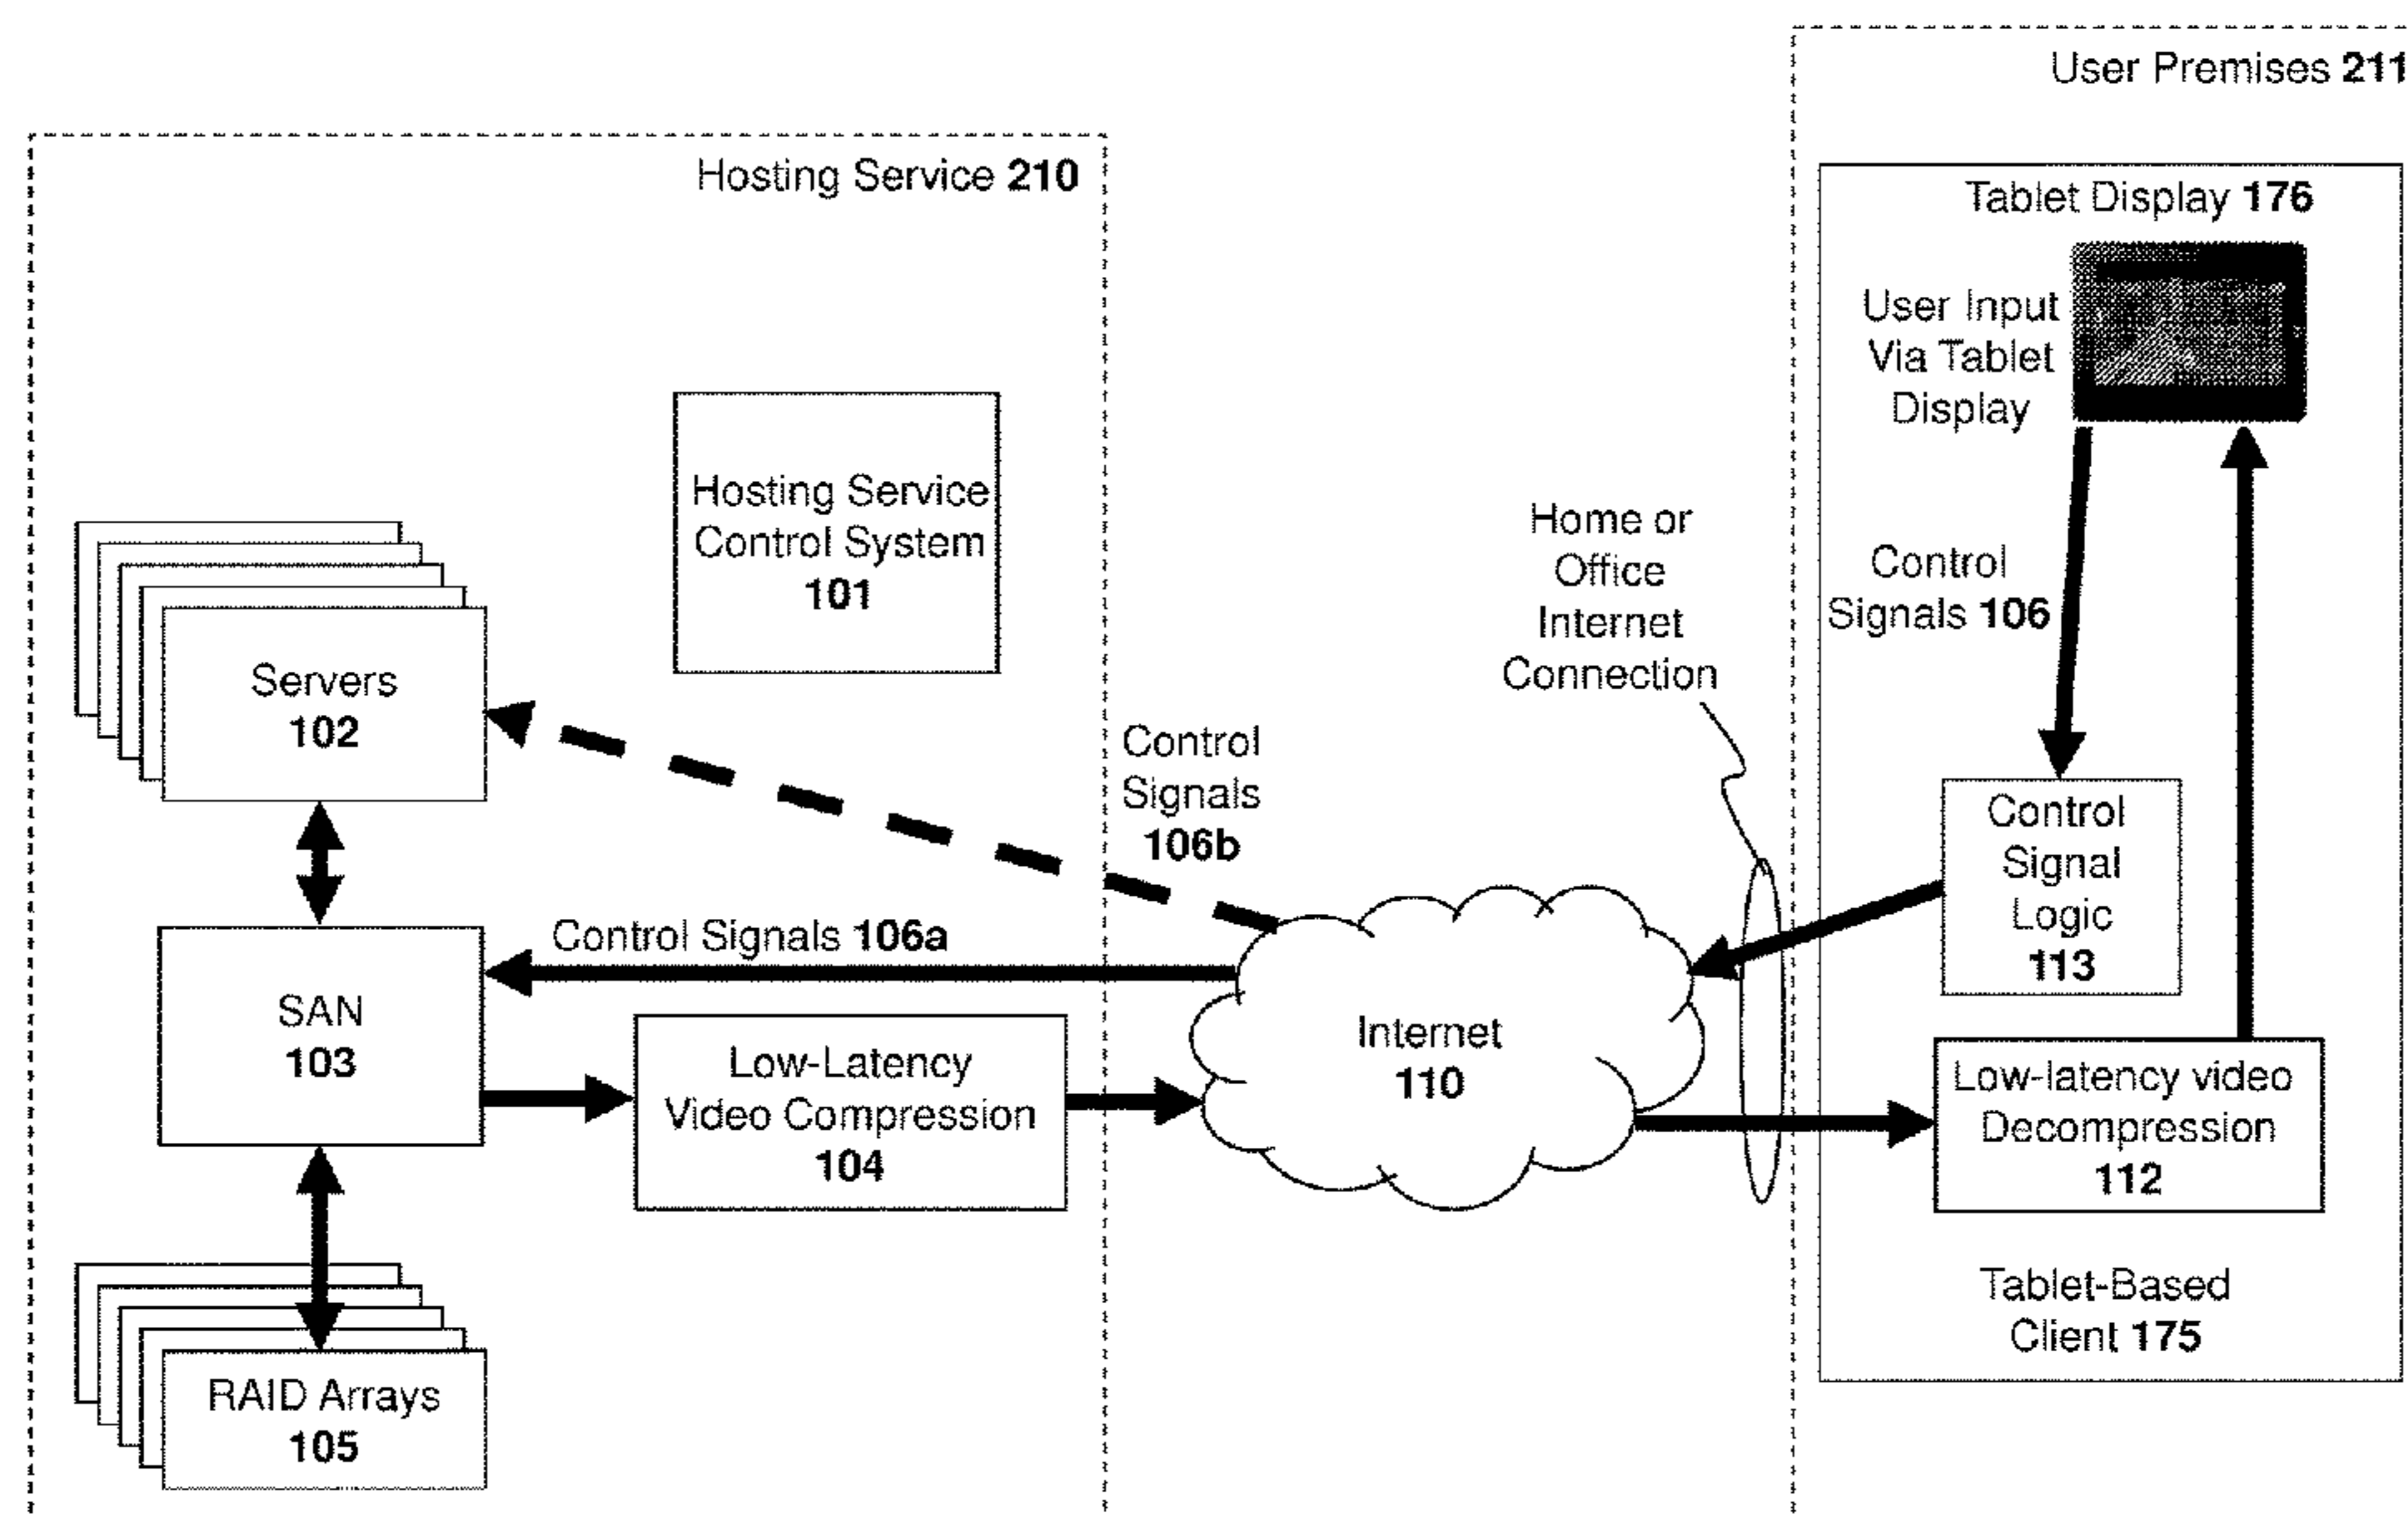 User Premises 211
Hosting Service 210
Tablet Display 176
User Input
Via Tablet
Display
Hosting Service
Control System
101
Home or
Office
Internet
Connection
Control
Signals 106
Servers
102
Control
Signals
106b
Control
Signal
Logic
113
Control Signals 106a
SAN
103
Low-Latency
Video Compression
104
Internet
110
Low-latency video
Decompression
112
Tablet-Based
Client 175
RAID Arrays
105